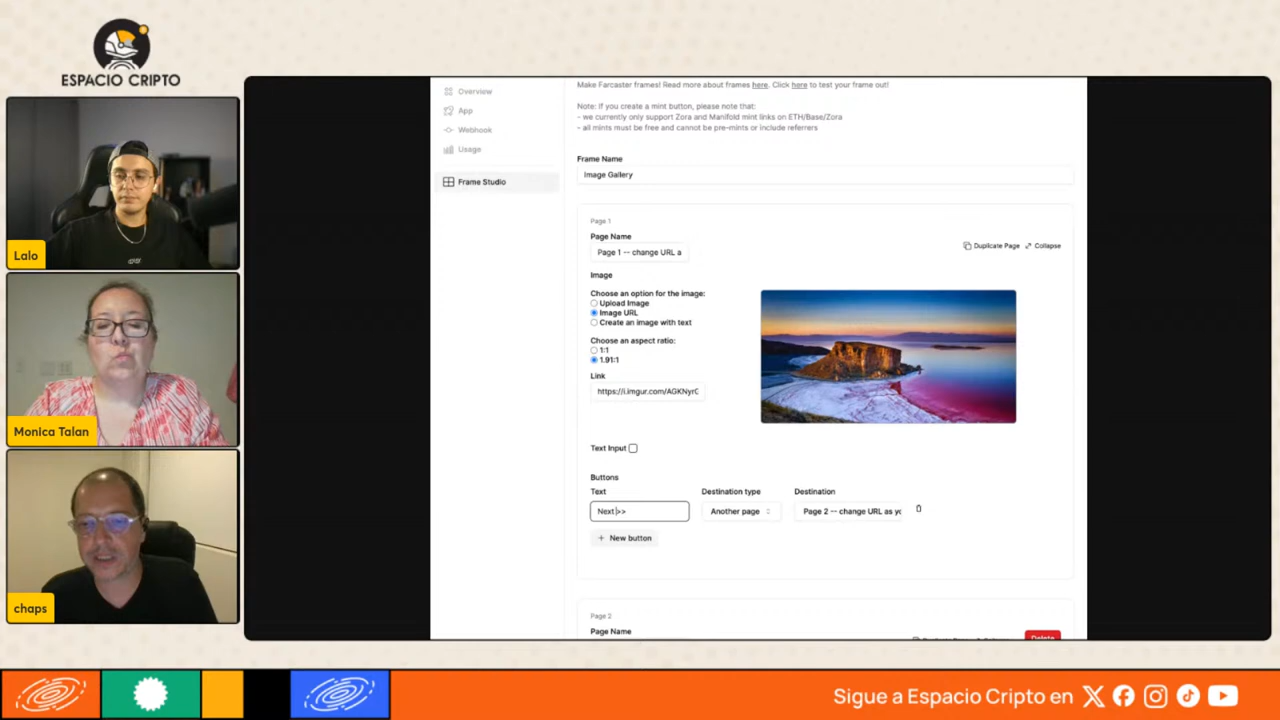 ESPACIO CRIPTO
Lalo
Monica Talan
chaps
Overview
App
Webhook
Usage
Frame Studio
Make Farcaster frames! Read more about frames here. Click here to test your frame out!
Note: If you create a mint button, please note that:
- we currently only support Zora and Manifold mint links on ETH/Base/Zora
- all mints must be free and cannot be pre-mints or include referrers
Frame Name
Image Gallery
Page 1
Page Name
Page 1 -- change URL a
Duplicate Page
Collapse
Image
Choose an option for the image:
Upload Image
Image URL
Create an image with text
Choose an aspect ratio:
1:1
1.91:1
Link
https://i.imgur.com/AGKNyrC
Text Input
Buttons
Text
Destination type
Destination
Next >>
Another page
Page 2 -- change URL as yo
+ New button
Page 2
Page Name
Delete
Sigue a Espacio Cripto en